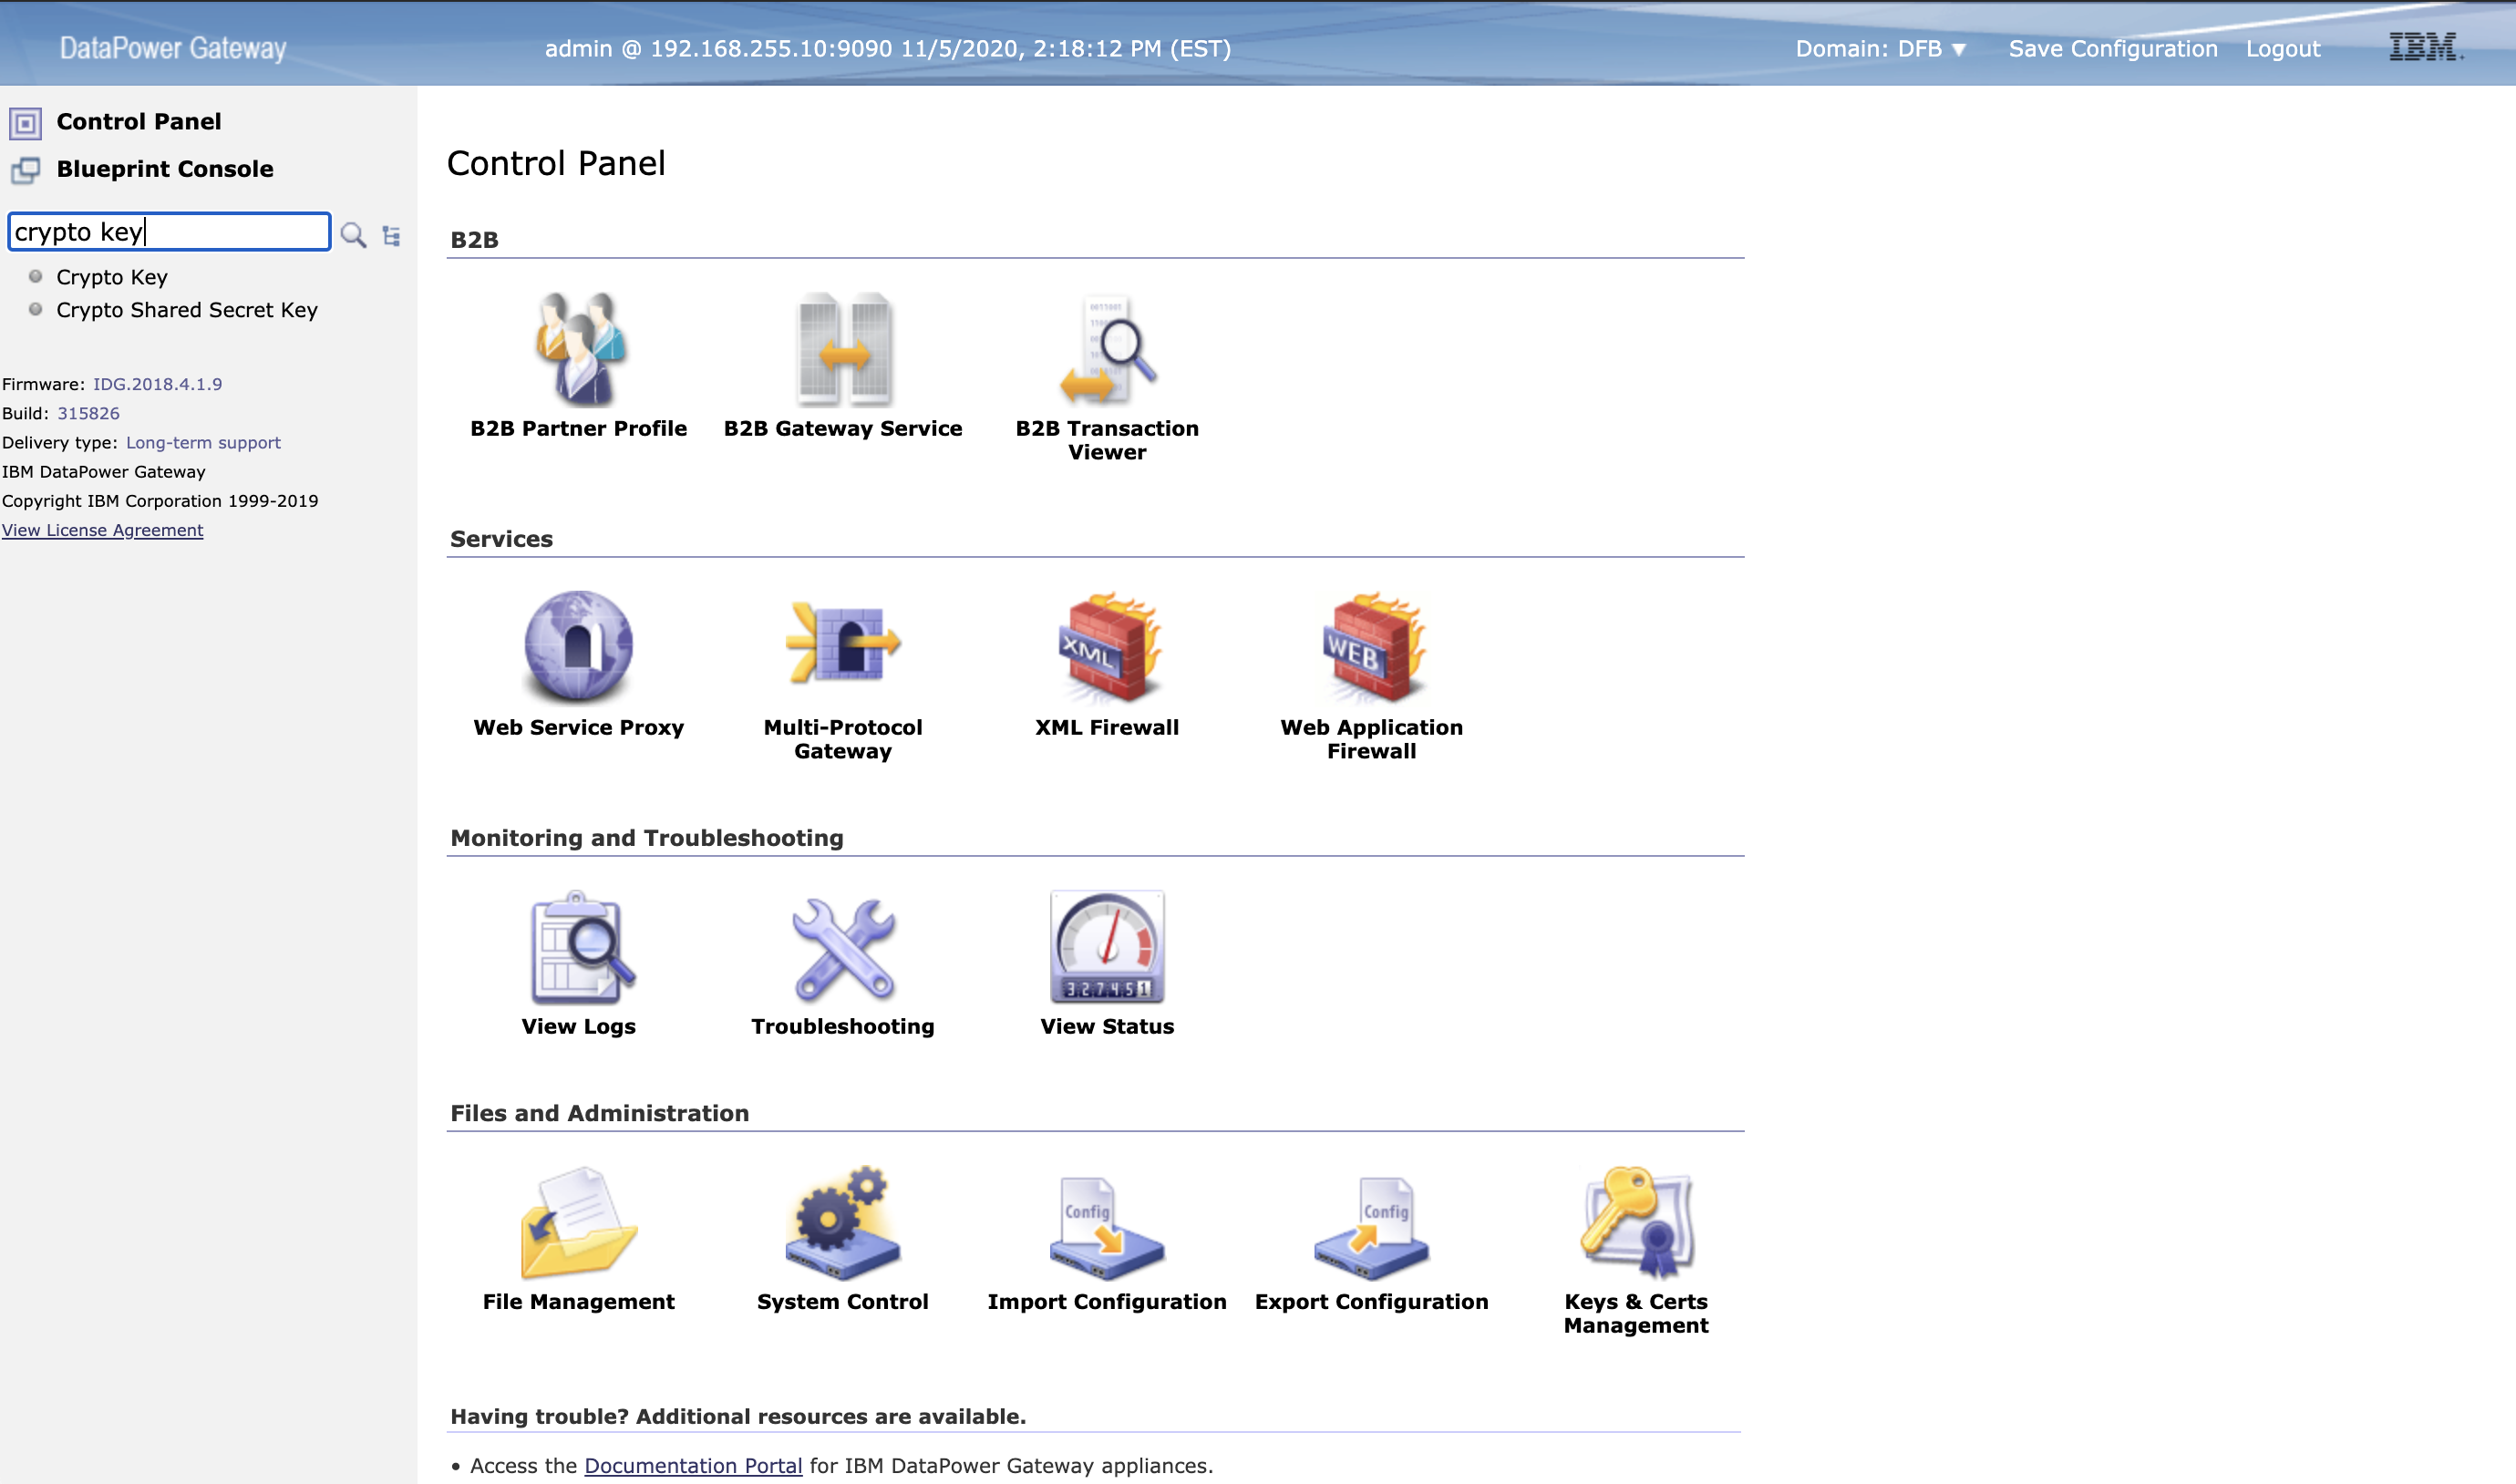 DataPower Gateway
admin @ 192.168.255.10:9090 11/5/2020, 2:18:12 PM (EST)
Domain: DFB ▼
Save Configuration
Logout
IBM
Control Panel
Blueprint Console
crypto key
Crypto Key
Crypto Shared Secret Key
Firmware: IDG.2018.4.1.9
Build: 315826
Delivery type: Long-term support
IBM DataPower Gateway
Copyright IBM Corporation 1999-2019
View License Agreement
Control Panel
B2B
B2B Partner Profile
B2B Gateway Service
B2B Transaction
Viewer
Services
XML
WEB
Web Service Proxy
Multi-Protocol
Gateway
XML Firewall
Web Application
Firewall
Monitoring and Troubleshooting
327451
View Logs
Troubleshooting
View Status
Files and Administration
Config
Config
File Management
System Control
Import Configuration
Export Configuration
Keys & Certs
Management
Having trouble? Additional resources are available.
• Access the Documentation Portal for IBM DataPower Gateway appliances.